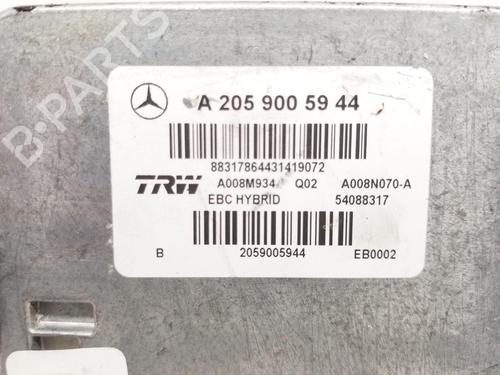 B-PARTS
A 205 900 59 44
88317864431419072
TRW A008M934 Q02 A008N070-A
EBC HYBRID 54088317
B 2059005944 EB0002